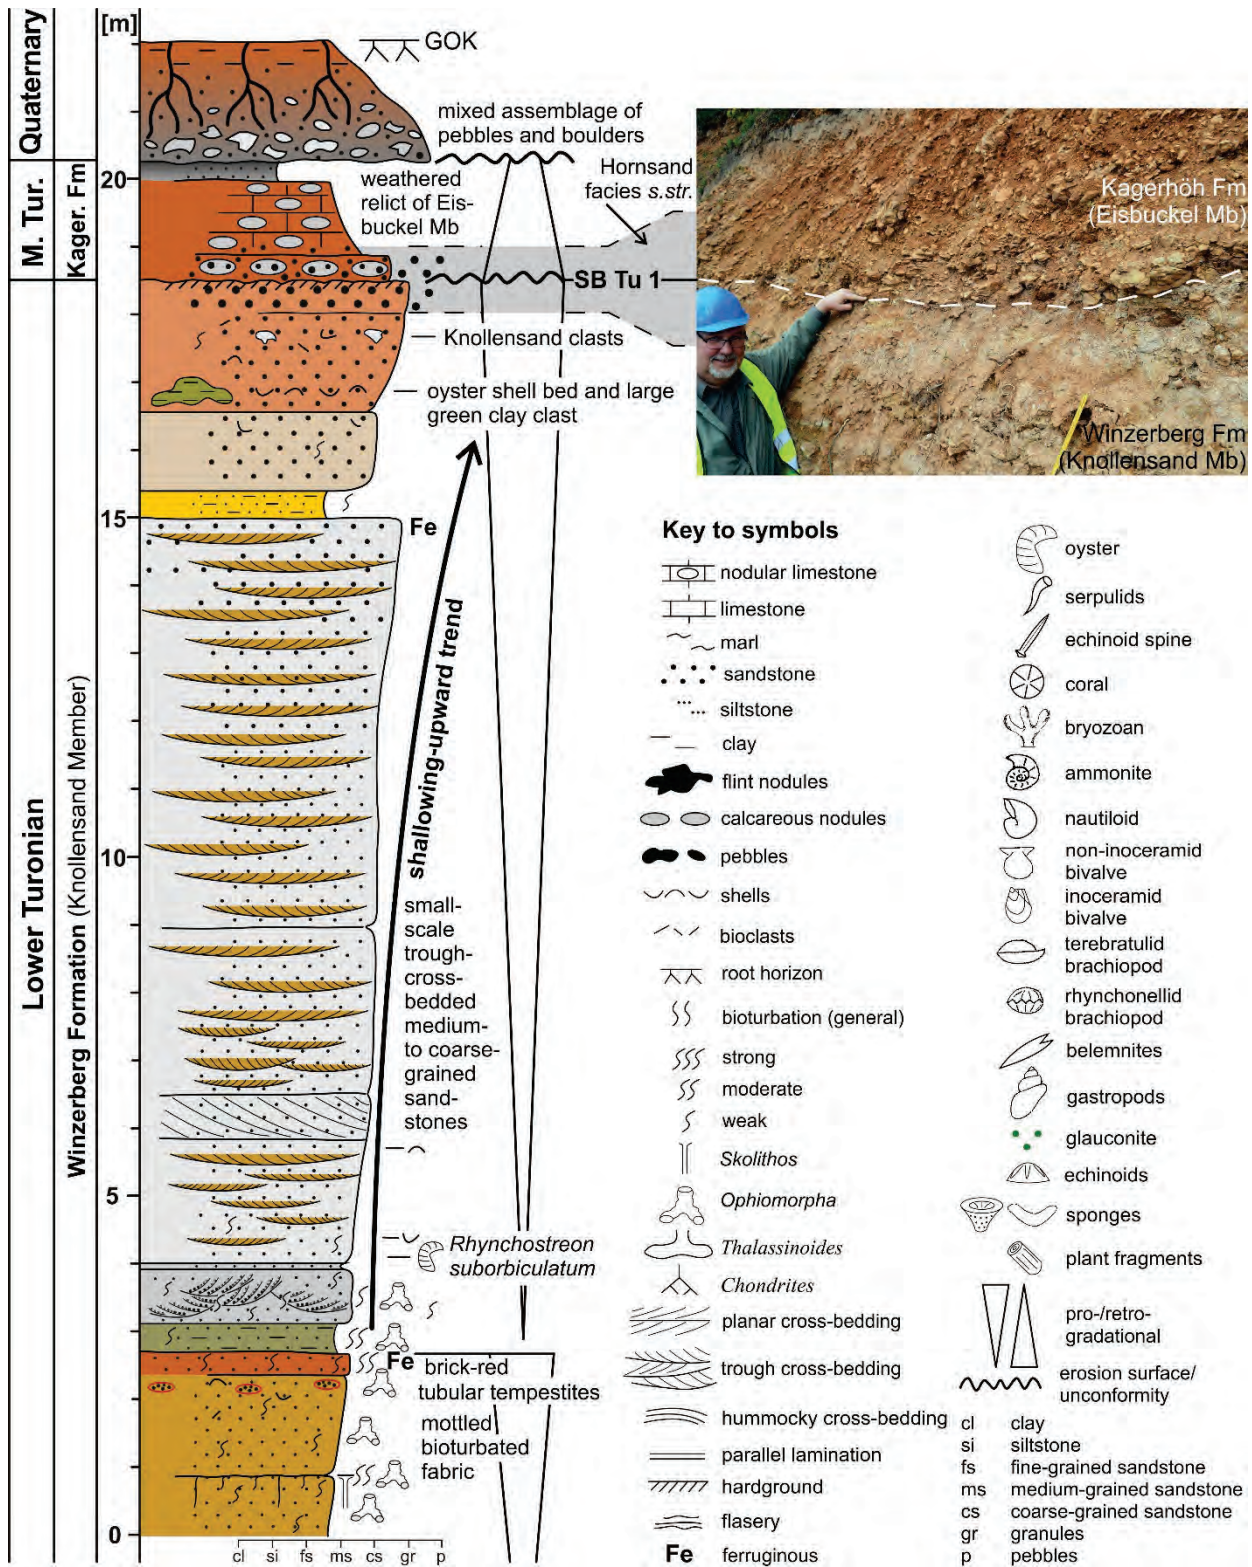 [m]
Quaternary
M. Tur.
Kager. Fm
Lower Turonian
Winzerberg Formation (Knollensand Member)
20
15
10
5
0
GOK
mixed assemblage of
pebbles and boulders
weathered
relict of Eis-
buckel Mb
Hornsand
facies s.str.
SB Tu 1
Knollensand clasts
oyster shell bed and large
green clay clast
Fe
shallowing-upward trend
small-
scale
trough-
cross-
bedded
medium-
to coarse-
grained
sand-
stones
Rhynchostreon
suborbiculatum
Fe
brick-red
tubular tempestites
mottled
bioturbated
fabric
cl si fs ms cs gr p
Kagerhöh Fm
(Eisbuckel Mb)
Winzerberg Fm
(Knollensand Mb)
Key to symbols
nodular limestone
limestone
marl
sandstone
siltstone
clay
flint nodules
calcareous nodules
pebbles
shells
bioclasts
root horizon
bioturbation (general)
strong
moderate
weak
Skolithos
Ophiomorpha
Thalassinoides
Chondrites
planar cross-bedding
trough cross-bedding
hummocky cross-bedding
parallel lamination
hardground
flasery
Fe ferruginous
oyster
serpulids
echinoid spine
coral
bryozoan
ammonite
nautiloid
non-inoceramid
bivalve
inoceramid
bivalve
terebratulid
brachiopod
rhynchonellid
brachiopod
belemnites
gastropods
glauconite
echinoids
sponges
plant fragments
pro-/retro-
gradational
erosion surface/
unconformity
cl clay
si siltstone
fs fine-grained sandstone
ms medium-grained sandstone
cs coarse-grained sandstone
gr granules
p pebbles